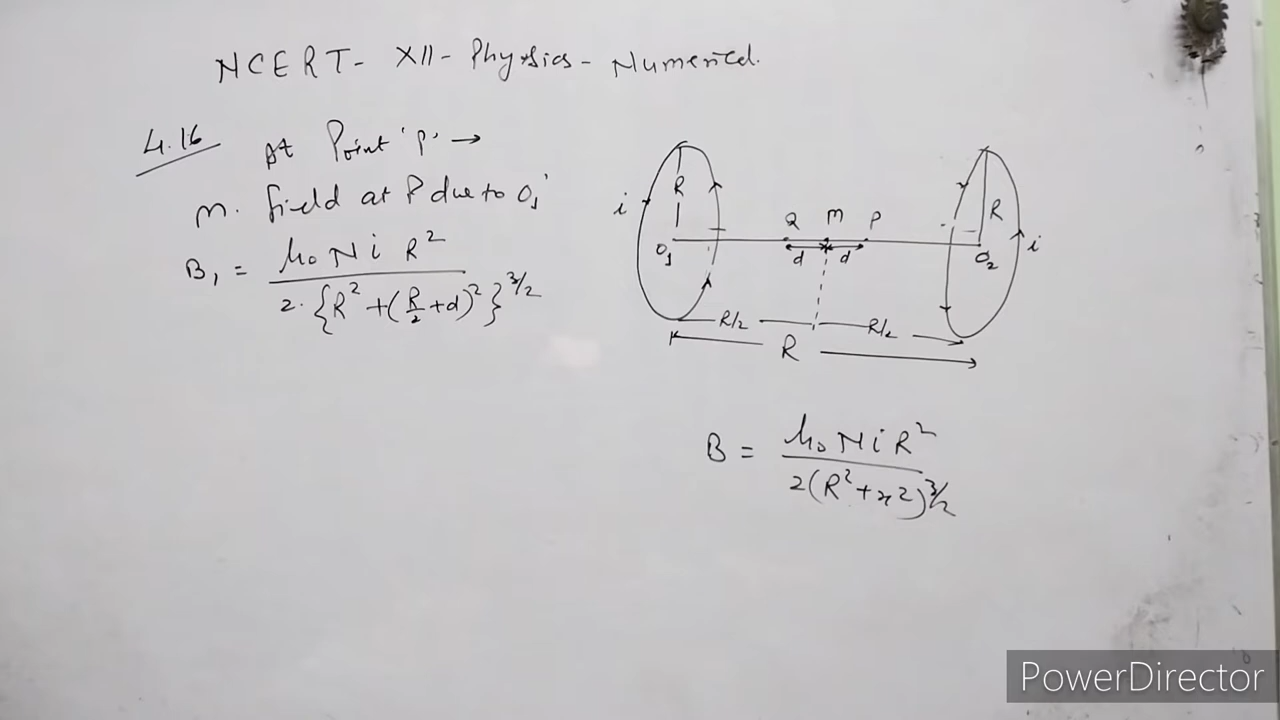 NCERT- XII- Physics- Numerical.
4.16 At Point 'P' →
m. field at P due to O₁'
B₁ = μ₀ N i R² / 2·{R² + (R/2 + d)²}^3/2
i R O₁ Q M P d d R O₂ i
R/2 R/2
R
B = μ₀ N i R² / 2(R² + x²)^3/2
PowerDirector